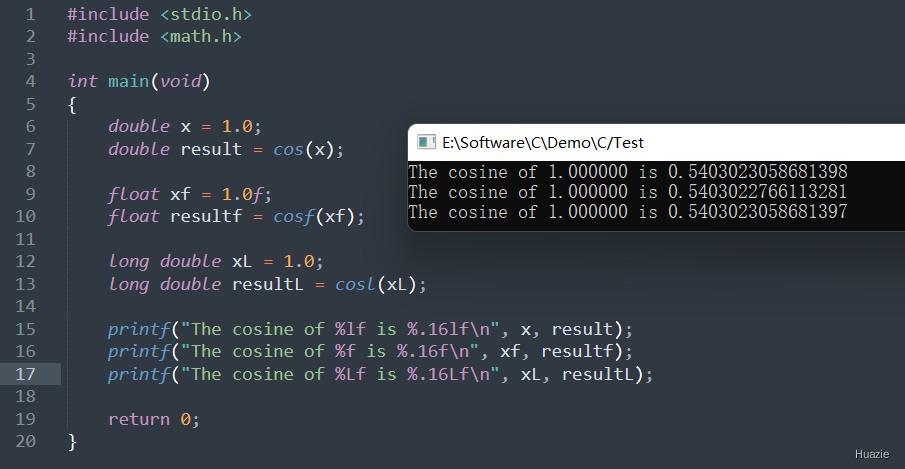 1 #include <stdio.h>
2 #include <math.h>
3
4 int main(void)
5 {
6     double x = 1.0;
7     double result = cos(x);
8
9     float xf = 1.0f;
10     float resultf = cosf(xf);
11
12     long double xL = 1.0;
13     long double resultL = cosl(xL);
14
15     printf("The cosine of %lf is %.16lf\n", x, result);
16     printf("The cosine of %f is %.16f\n", xf, resultf);
17     printf("The cosine of %Lf is %.16Lf\n", xL, resultL);
18
19     return 0;
20 }
E:\Software\C\Demo\C/Test
The cosine of 1.000000 is 0.5403023058681398
The cosine of 1.000000 is 0.5403022766113281
The cosine of 1.000000 is 0.5403023058681397
Huazie